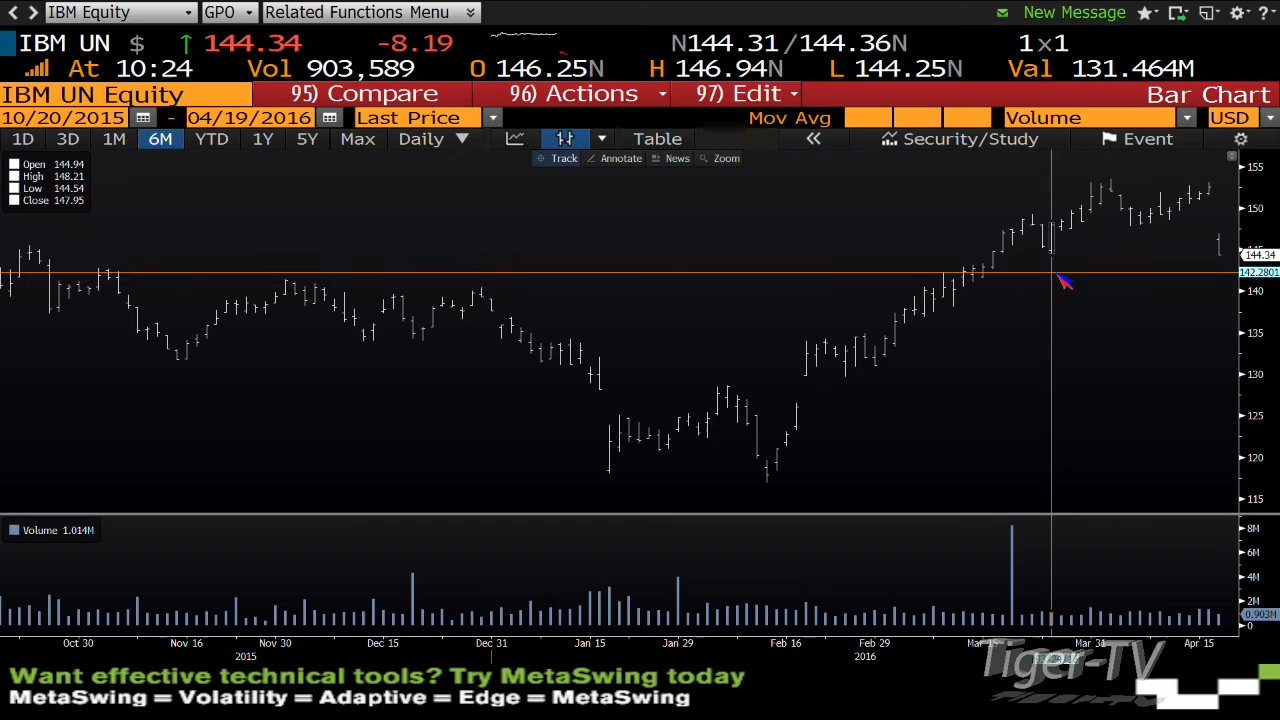 IBM Equity GPO Related Functions Menu New Message ?
IBM UN $ ↑ 144.34 -8.19 N144.31/144.36N 1x1
At 10:24 Vol 903,589 O 146.25N H 146.94N L 144.25N Val 131.464M
IBM UN Equity 95) Compare 96) Actions 97) Edit Bar Chart
10/20/2015 - 04/19/2016 Last Price Mov Avg Volume USD
1D 3D 1M 6M YTD 1Y 5Y Max Daily ▼ Table « Security/Study Event
Track Annotate News Zoom
Open 144.94
High 148.21
Low 144.54
Close 147.95
155
150
145
144.34
142.2801
140
135
130
125
120
115
Volume 1.014M
8M
6M
4M
2M
0.903M
0
Oct 30 Nov 16 Nov 30 Dec 15 Dec 31 Jan 15 Jan 29 Feb 16 Feb 29 Mar 15 Mar 31 Apr 15
2015 2016
Tiger-TV
Want effective technical tools? Try MetaSwing today
MetaSwing = Volatility = Adaptive = Edge = MetaSwing